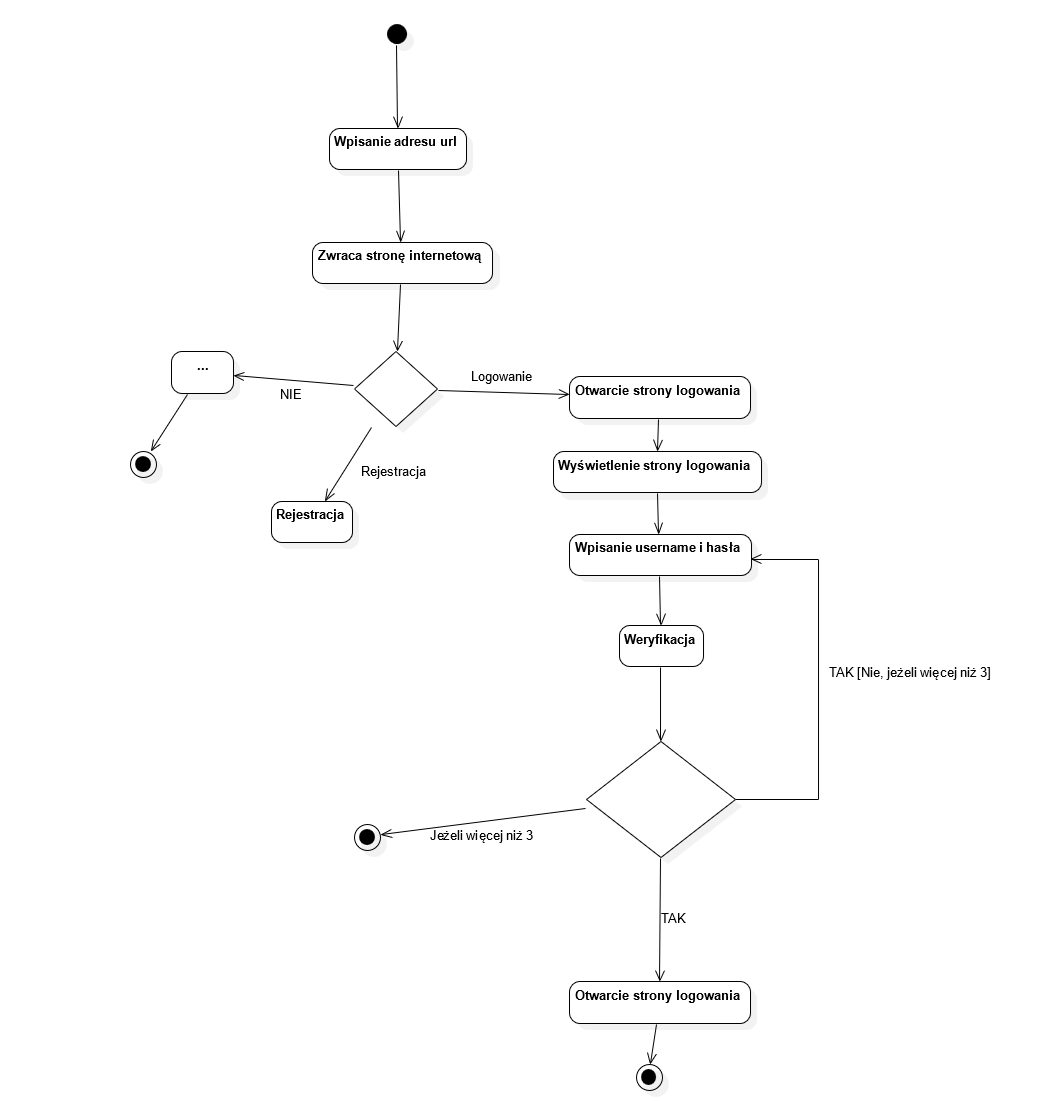 Wpisanie adresu url
Zwraca stronę internetową
...
NIE
Logowanie
Otwarcie strony logowania
Rejestracja
Wyświetlenie strony logowania
Rejestracja
Wpisanie username i hasła
Weryfikacja
TAK [Nie, jeżeli więcej niż 3]
Jeżeli więcej niż 3
TAK
Otwarcie strony logowania